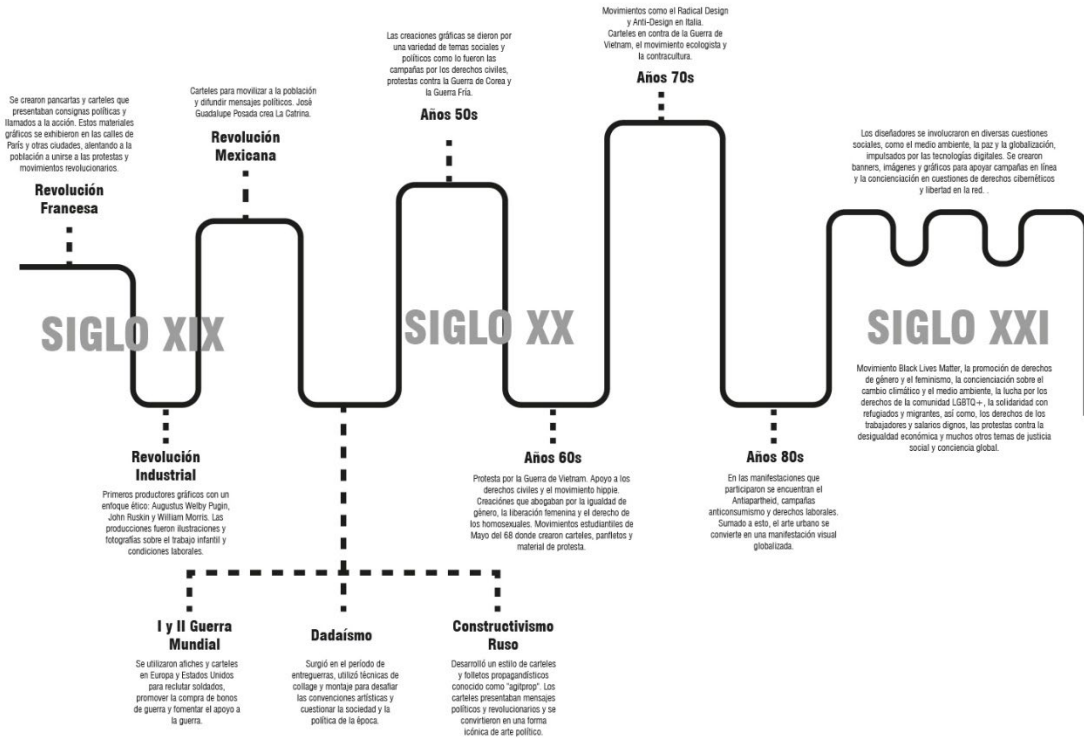 Se crearon pancartas y carteles que
presentaban consignas políticas y
llamados a la acción. Estos materiales
gráficos se exhibieron en las calles de
París y otras ciudades, alentando a la
población a unirse a las protestas y
movimientos revolucionarios.
Revolución
Francesa
Carteles para movilizar a la población
y difundir mensajes políticos. José
Guadalupe Posada crea La Catrina.
Revolución
Mexicana
Las creaciones gráficas se dieron por
una variedad de temas sociales y
políticos como lo fueron las
campañas por los derechos civiles,
protestas contra la Guerra de Corea y
la Guerra Fría.
Años 50s
Movimientos como el Radical Design
y Anti-Design en Italia.
Carteles en contra de la Guerra de
Vietnam, el movimiento ecologista y
la contracultura.
Años 70s
Los diseñadores se involucraron en diversas cuestiones
sociales, como el medio ambiente, la paz y la globalización,
impulsados por las tecnologías digitales. Se crearon
banners, imágenes y gráficos para apoyar campañas en línea
y la concienciación en cuestiones de derechos cibernéticos
y libertad en la red. .
SIGLO XIX
SIGLO XX
SIGLO XXI
Movimiento Black Lives Matter, la promoción de derechos
de género y el feminismo, la concienciación sobre el
cambio climático y el medio ambiente, la lucha por los
derechos de la comunidad LGBTQ+, la solidaridad con
refugiados y migrantes, así como, los derechos de los
trabajadores y salarios dignos, las protestas contra la
desigualdad económica y muchos otros temas de justicia
social y conciencia global.
Revolución
Industrial
Primeros productores gráficos con un
enfoque ético: Augustus Welby Pugin,
John Ruskin y William Morris. Las
producciones fueron ilustraciones y
fotografías sobre el trabajo infantil y
condiciones laborales.
Años 60s
Protesta por la Guerra de Vietnam. Apoyo a los
derechos civiles y el movimiento hippie.
Creaciónes que abogaban por la igualdad de
género, la liberación femenina y el derecho de
los homosexuales. Movimientos estudiantiles de
Mayo del 68 donde crearon carteles, panfletos y
material de protesta.
Años 80s
En las manifestaciones que
participaron se encuentran el
Antiapartheid, campañas
anticonsumismo y derechos laborales.
Sumado a esto, el arte urbano se
convierte en una manifestación visual
globalizada.
I y II Guerra
Mundial
Se utilizaron afiches y carteles
en Europa y Estados Unidos
para reclutar soldados,
promover la compra de bonos
de guerra y fomentar el apoyo a
la guerra.
Dadaísmo
Surgió en el período de
entreguerras, utilizó técnicas de
collage y montaje para desafiar
las convenciones artísticas y
cuestionar la sociedad y la
política de la época.
Constructivismo
Ruso
Desarrolló un estilo de carteles
y folletos propagandísticos
conocido como "agitprop". Los
carteles presentaban mensajes
políticos y revolucionarios y se
convirtieron en una forma
icónica de arte político.